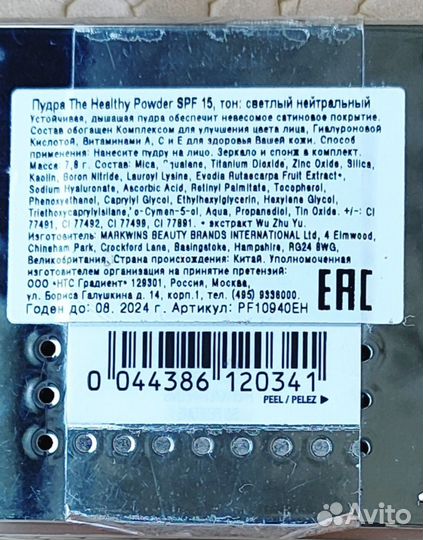 Пудра The Healthy Powder SPF 15, тон: светлый нейтральный
Устойчивая, дышащая пудра обеспечит невесомое сатиновое покрытие.
Состав обогащен Комплексом для улучшения цвета лица, Гиалуроновой
Кислотой, Витаминами А, С и Е для здоровья Вашей кожи. Способ
применения: Нанесите пудру на лицо. Зеркало и спонж в комплекте.
Масса: 7,8 г. Состав: Mica, Squalane, Titanium Dioxide, Zinc Oxide, Silica,
Kaolin, Boron Nitride, Lauroyl Lysine, Evodia Rutaecarpa Fruit Extract*,
Sodium Hyaluronate, Ascorbic Acid, Retinyl Palmitate, Tocopherol,
Phenoxyethanol, Caprylyl Glycol, Ethylhexylglycerin, Hexylene Glycol,
Triethoxycaprylylsilane, o-Cymen-5-ol, Aqua, Propanediol, Tin Oxide. +/-: CI
77491, CI 77492, CI 77499, CI 77891. * экстракт Wu Zhu Yu.
Изготовитель: MARKWINS BEAUTY BRANDS INTERNATIONAL Ltd, 4 Elmwood,
Chineham Park, Crockford Lane, Basingstoke, Hampshire, RG24 8WG,
Великобритания. Страна происхождения: Китай. Уполномоченная
изготовителем организация на принятие претензий:
ООО «НТС Градиент» 129301, Россия, Москва,
ул. Бориса Галушкина д. 14, корп.1, тел. (495) 9336000.
Годен до: 08. 2024 г. Артикул: PF10940EH
EAC
0 044386 120341
PEEL / PELEZ
Avito